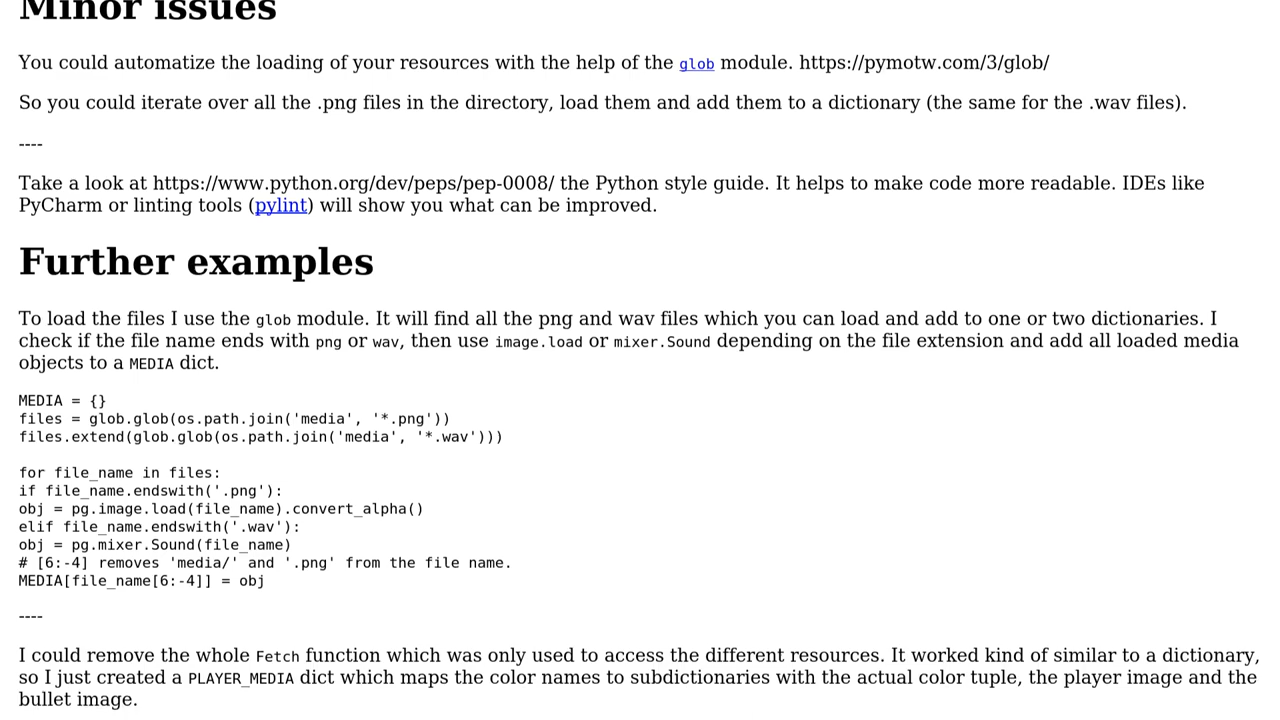 Minor issues
You could automatize the loading of your resources with the help of the glob module. https://pymotw.com/3/glob/
So you could iterate over all the .png files in the directory, load them and add them to a dictionary (the same for the .wav files).
----
Take a look at https://www.python.org/dev/peps/pep-0008/ the Python style guide. It helps to make code more readable. IDEs like
PyCharm or linting tools (pylint) will show you what can be improved.
Further examples
To load the files I use the glob module. It will find all the png and wav files which you can load and add to one or two dictionaries. I
check if the file name ends with png or wav, then use image.load or mixer.Sound depending on the file extension and add all loaded media
objects to a MEDIA dict.
MEDIA = {}
files = glob.glob(os.path.join('media', '*.png'))
files.extend(glob.glob(os.path.join('media', '*.wav')))
for file_name in files:
if file_name.endswith('.png'):
obj = pg.image.load(file_name).convert_alpha()
elif file_name.endswith('.wav'):
obj = pg.mixer.Sound(file_name)
# [6:-4] removes 'media/' and '.png' from the file name.
MEDIA[file_name[6:-4]] = obj
----
I could remove the whole Fetch function which was only used to access the different resources. It worked kind of similar to a dictionary,
so I just created a PLAYER_MEDIA dict which maps the color names to subdictionaries with the actual color tuple, the player image and the
bullet image.